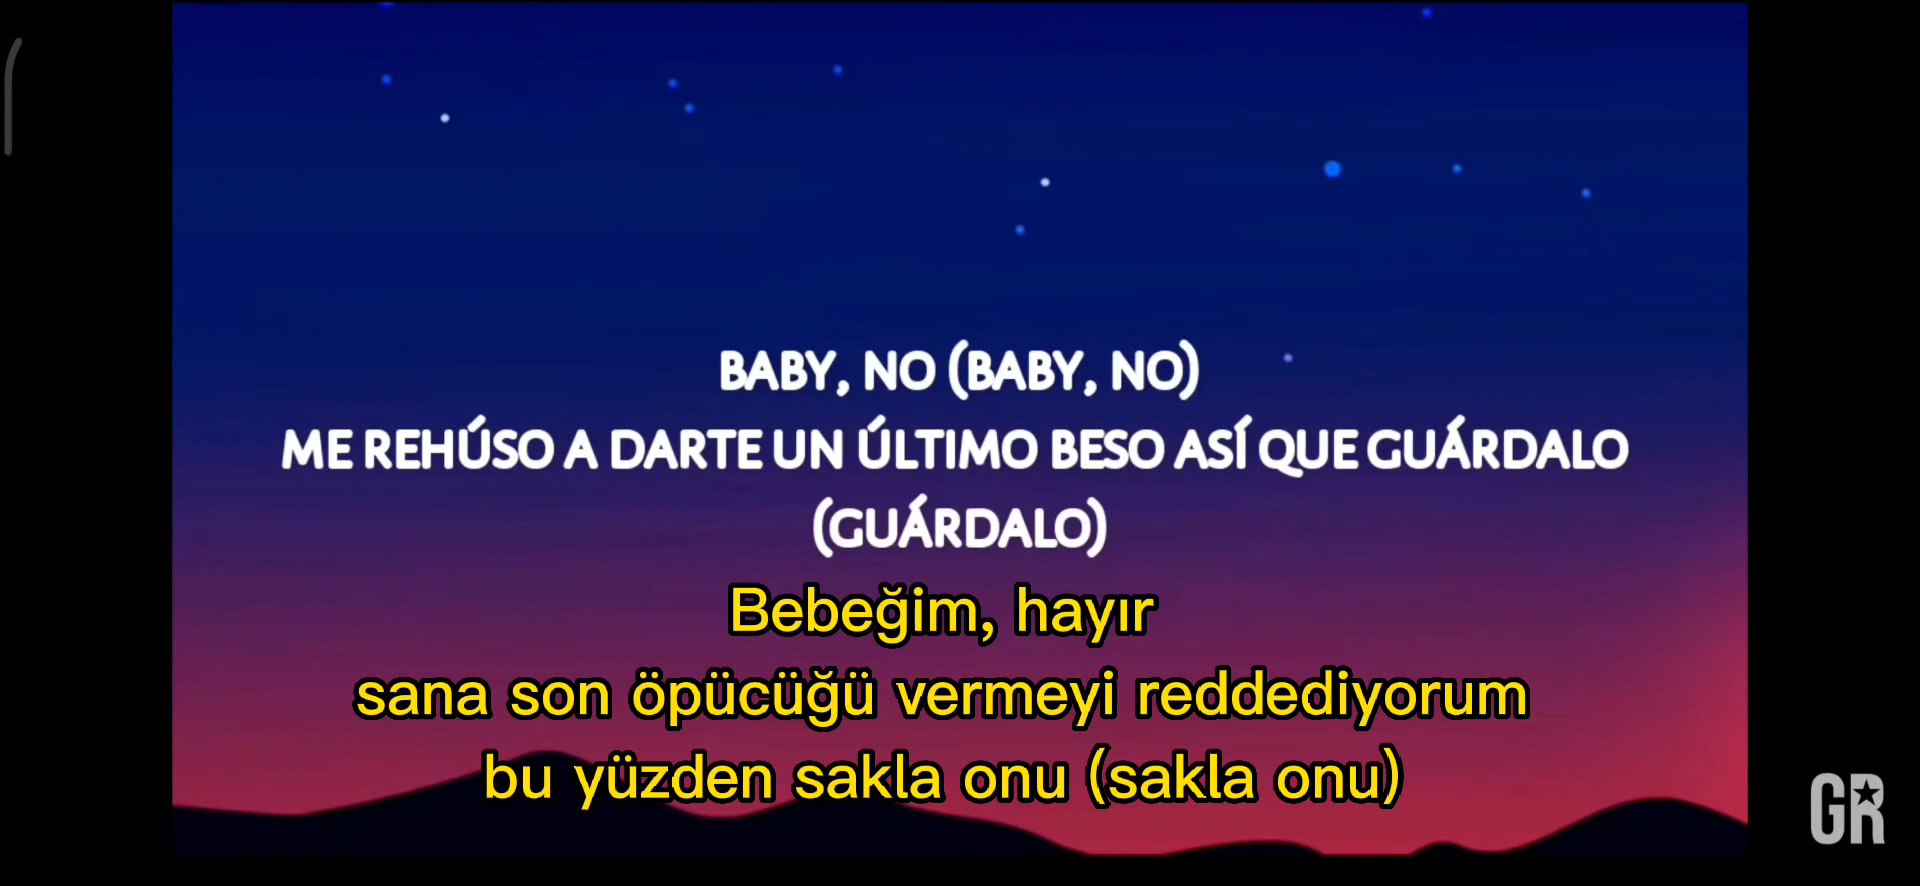 BABY, NO (BABY, NO)
ME REHÚSO A DARTE UN ÚLTIMO BESO ASÍ QUE GUÁRDALO
(GUÁRDALO)
Bebeğim, hayır
sana son öpücüğü vermeyi reddediyorum
bu yüzden sakla onu (sakla onu)
GR